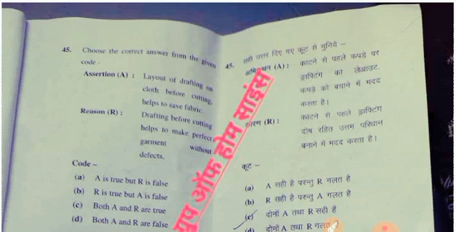 45. Choose the correct answer from the given
code -
Assertion (A) : Layout of drafting on
cloth before cutting,
helps to save fabric.
Reason (R) : Drafting before cutting
helps to make perfect
garment without
defects.
Code –
(a) A is true but R is false
(b) R is true but A is false
(c) Both A and R are true
(d) Both A and R are false
45. सही उत्तर दिए गए कूट से चुनिये –
(A) : काटने से पहले कपड़े पर
ड्राफ्टिंग का लेआउट
कपड़े को बचाने में मदद
करता है।
कारण (R) : काटने से पहले ड्राफ्टिंग
दोष रहित उत्तम परिधान
बनाने में मदद करता है।
कूट –
(a) A सही है परन्तु R गलत है
(b) R सही है परन्तु A गलत है
(c) दोनों A तथा R सही हैं
(d) दोनों A तथा R गलत
ग्रुप ऑफ होम साइंस